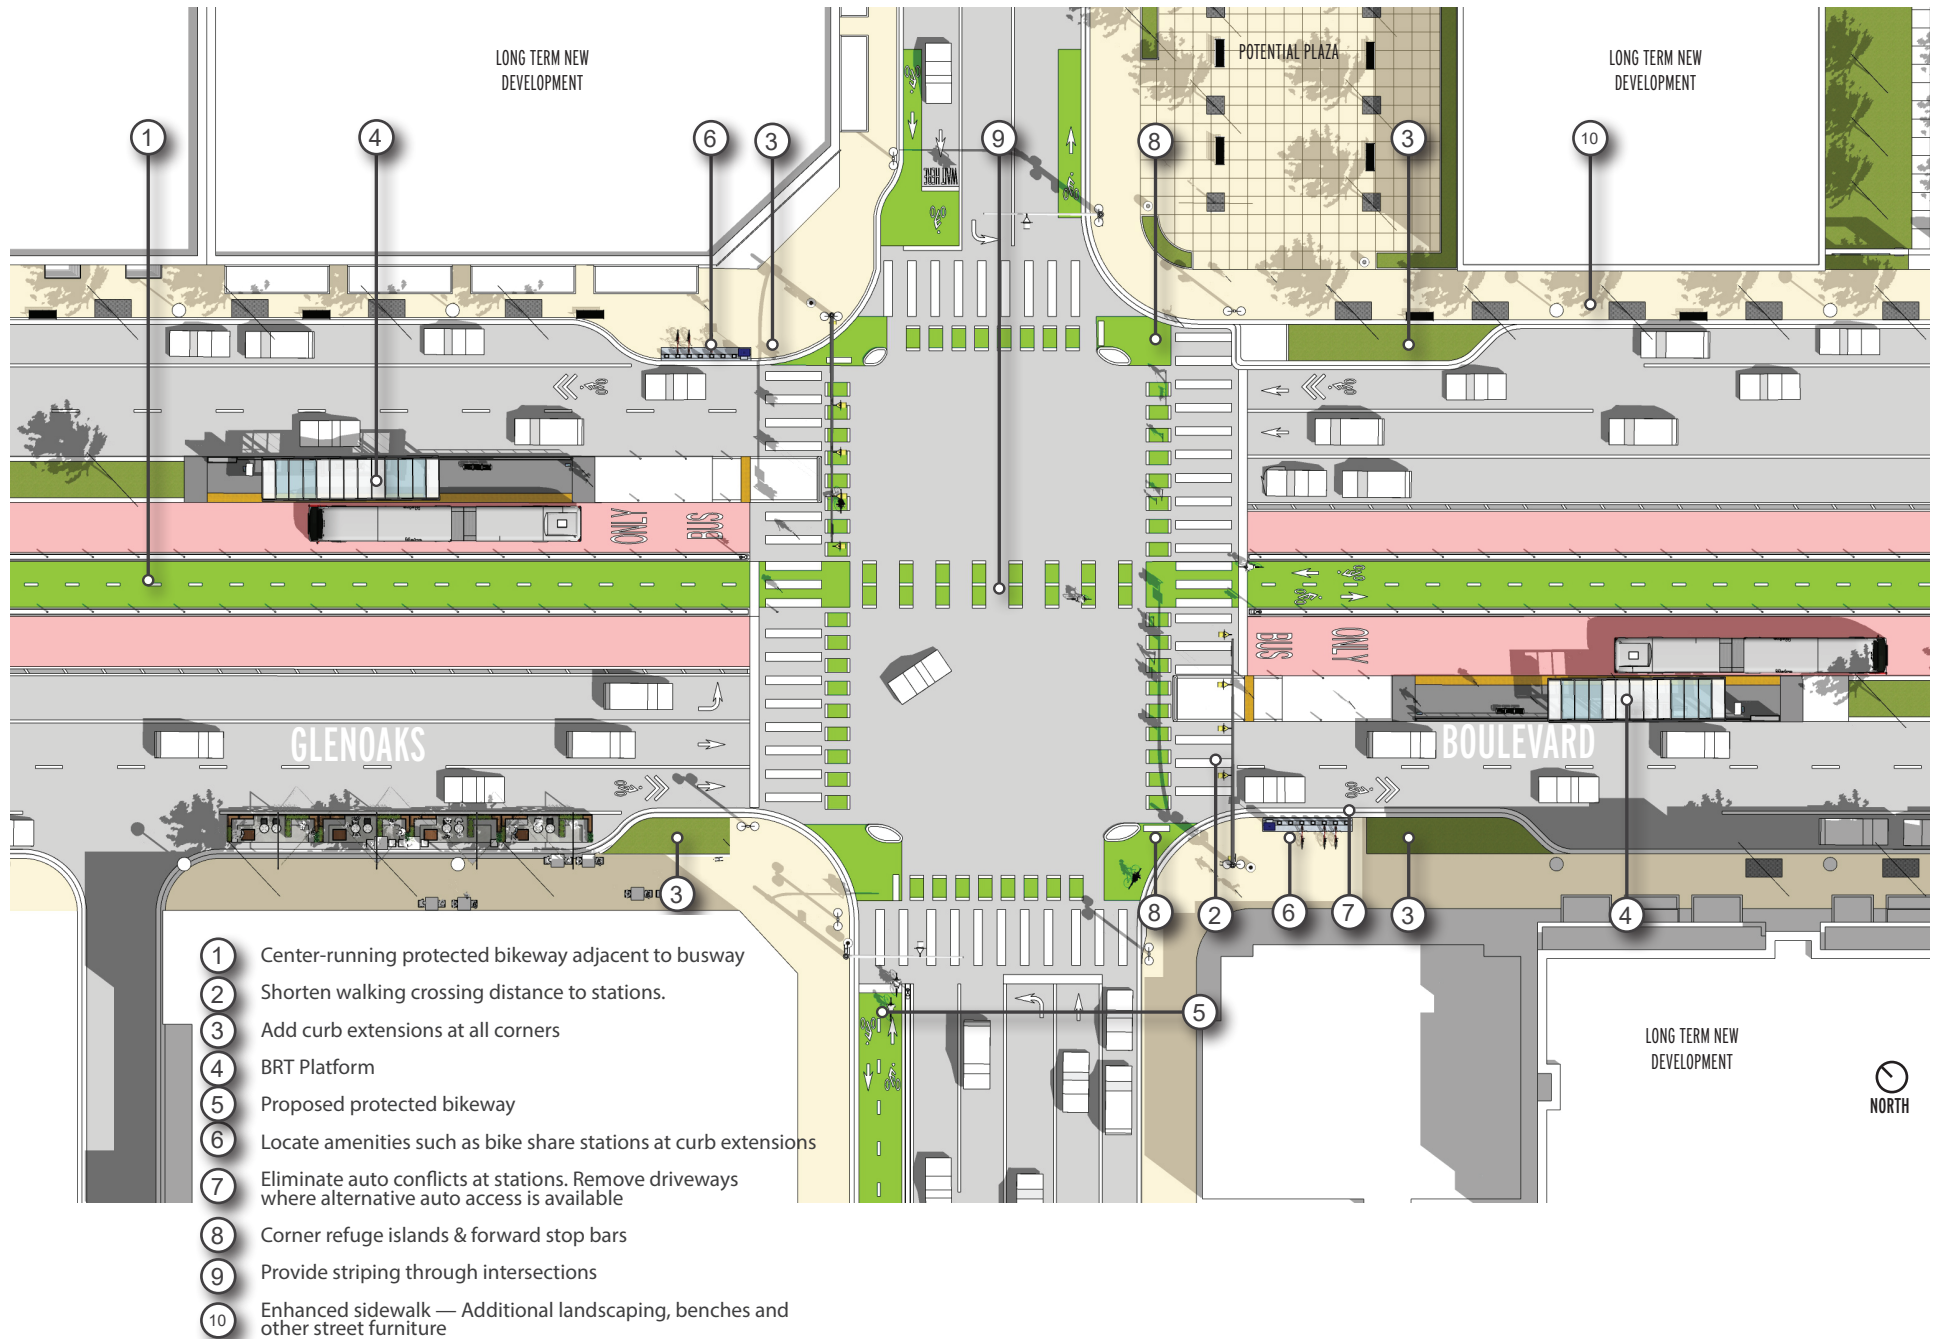 LONG TERM NEW
DEVELOPMENT
POTENTIAL PLAZA
LONG TERM NEW
DEVELOPMENT
1
4
6
3
9
8
3
10
WAIT HERE
ONLY
BUS
BUS
ONLY
GLENOAKS
BOULEVARD
3
8
2
6
7
3
4
5
LONG TERM NEW
DEVELOPMENT
NORTH
1 Center-running protected bikeway adjacent to busway
2 Shorten walking crossing distance to stations.
3 Add curb extensions at all corners
4 BRT Platform
5 Proposed protected bikeway
6 Locate amenities such as bike share stations at curb extensions
7 Eliminate auto conflicts at stations. Remove driveways
where alternative auto access is available
8 Corner refuge islands & forward stop bars
9 Provide striping through intersections
10 Enhanced sidewalk — Additional landscaping, benches and
other street furniture